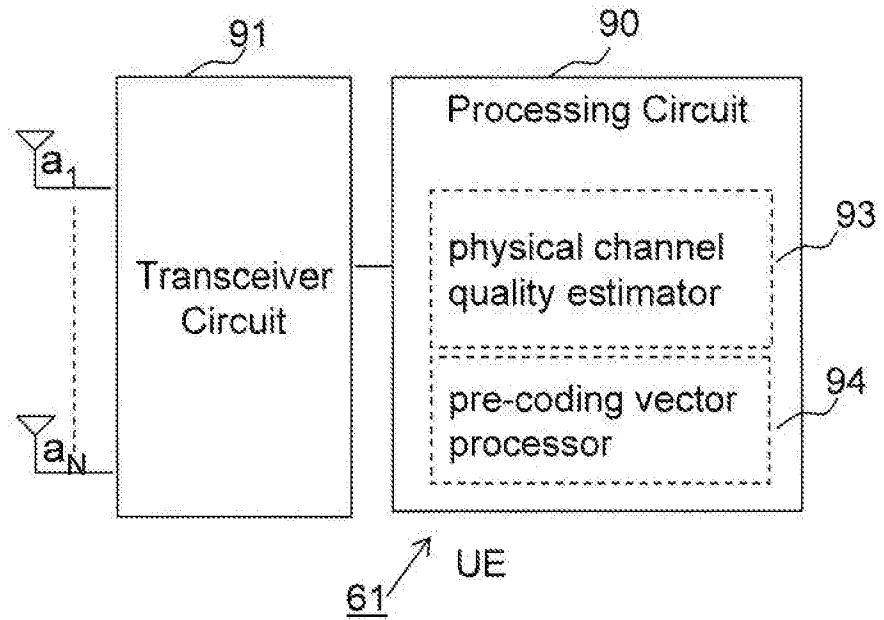 91
90
Processing Circuit
a1
93
physical channel
quality estimator
Transceiver
Circuit
94
pre-coding vector
processor
aN
UE
61